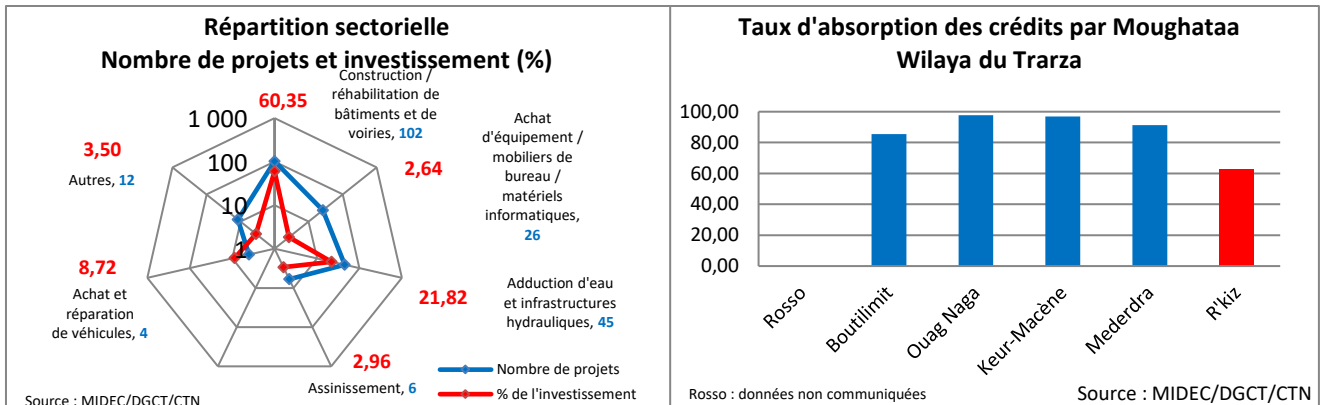 Répartition sectorielle
Nombre de projets et investissement (%)
60,35
Construction /
réhabilitation de
bâtiments et de
voiries, 102
2,64
Achat
d'équipement /
mobiliers de
bureau /
matériels
informatiques,
26
21,82
Adduction d'eau
et infrastructures
hydrauliques, 45
2,96
Assinissement, 6
8,72
Achat et
réparation
de véhicules, 4
3,50
Autres, 12
1 000
100
10
1
Nombre de projets
% de l'investissement
Source : MIDEC/DGCT/CTN
Taux d'absorption des crédits par Moughataa
Wilaya du Trarza
100,00
80,00
60,00
40,00
20,00
0,00
Rosso
Boutilimit
Ouag Naga
Keur-Macène
Mederdra
R'kiz
Rosso : données non communiquées
Source : MIDEC/DGCT/CTN